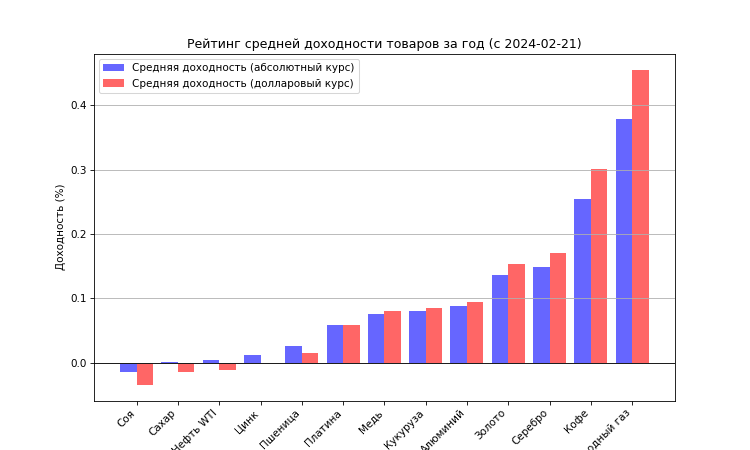 Рейтинг средней доходности товаров за год (с 2024-02-21)
Средняя доходность (абсолютный курс)
Средняя доходность (долларовый курс)
Доходность (%)
0.4
0.3
0.2
0.1
0.0
Соя
Сахар
Нефть WTI
Цинк
Пшеница
Платина
Медь
Кукуруза
Алюминий
Золото
Серебро
Кофе
одный газ